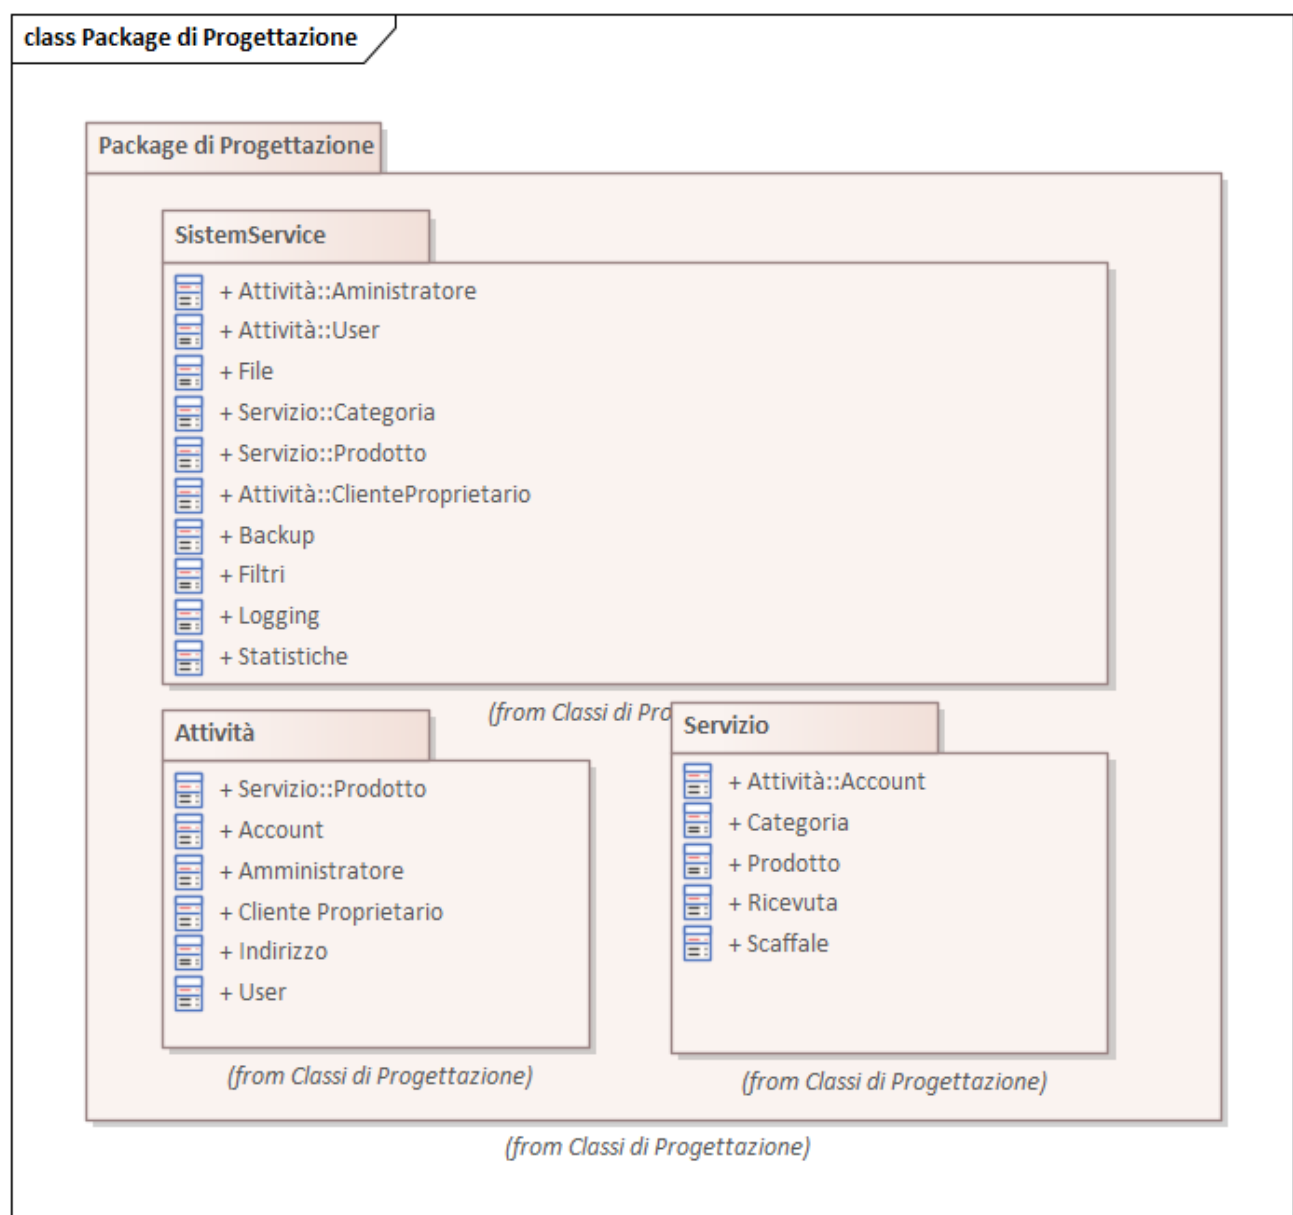 class Package di Progettazione
Package di Progettazione
SistemService
+ Attività::Aministratore
+ Attività::User
+ File
+ Servizio::Categoria
+ Servizio::Prodotto
+ Attività::ClienteProprietario
+ Backup
+ Filtri
+ Logging
+ Statistiche
(from Classi di Pro
Attività
+ Servizio::Prodotto
+ Account
+ Amministratore
+ Cliente Proprietario
+ Indirizzo
+ User
(from Classi di Progettazione)
Servizio
+ Attività::Account
+ Categoria
+ Prodotto
+ Ricevuta
+ Scaffale
(from Classi di Progettazione)
(from Classi di Progettazione)